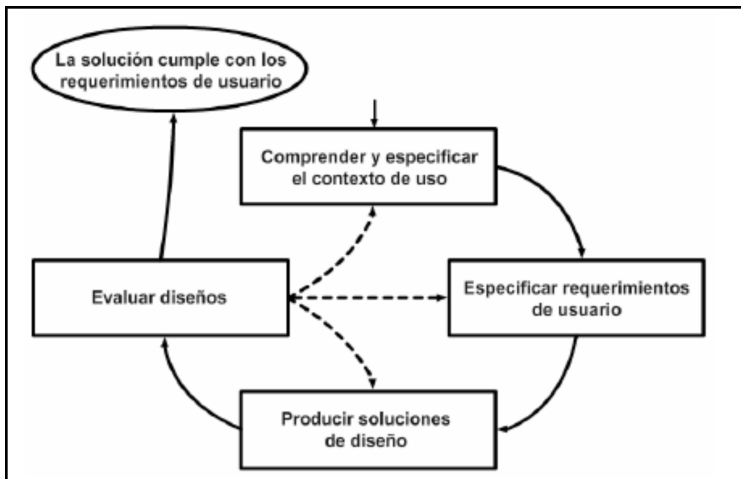 La solución cumple con los
requerimientos de usuario
Comprender y especificar
el contexto de uso
Evaluar diseños
Especificar requerimientos
de usuario
Producir soluciones
de diseño